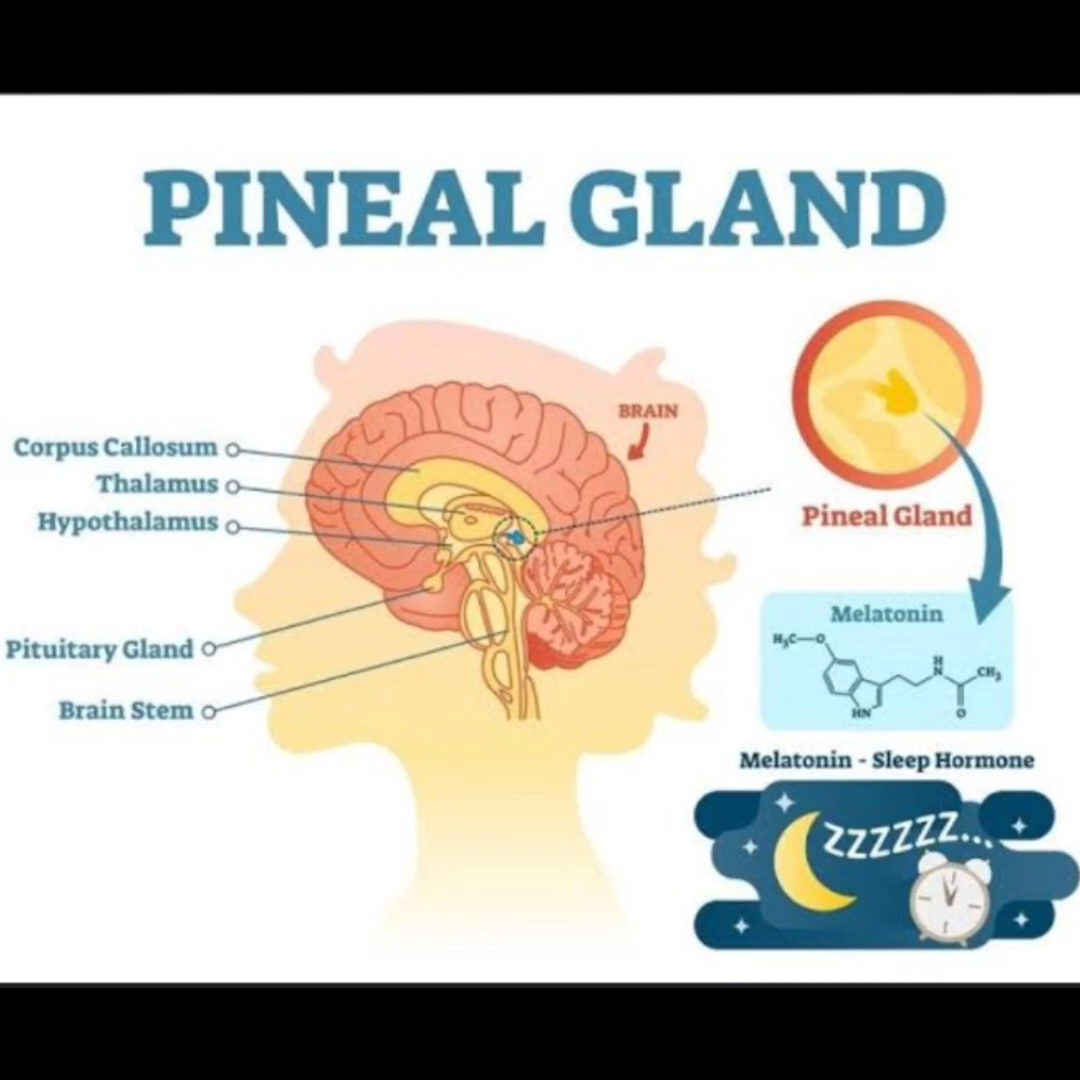 PINEAL GLAND
BRAIN
Corpus Callosum
Thalamus
Hypothalamus
Pituitary Gland
Brain Stem
Pineal Gland
Melatonin
H₃C
O
H
N
CH₃
HN
O
Melatonin - Sleep Hormone
ZZZZZZ...